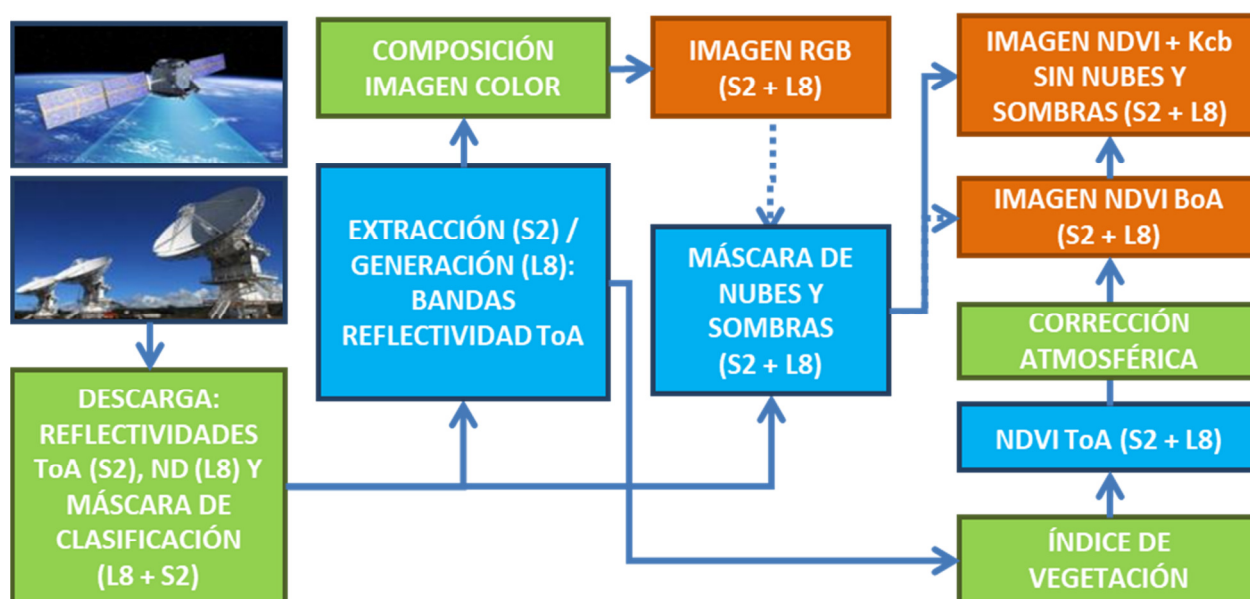 COMPOSICIÓN
IMAGEN COLOR
IMAGEN RGB
(S2 + L8)
IMAGEN NDVI + Kcb
SIN NUBES Y
SOMBRAS (S2 + L8)
EXTRACCIÓN (S2) /
GENERACIÓN (L8):
BANDAS
REFLECTIVIDAD ToA
MÁSCARA DE
NUBES Y
SOMBRAS
(S2 + L8)
IMAGEN NDVI BoA
(S2 + L8)
CORRECCIÓN
ATMOSFÉRICA
DESCARGA:
REFLECTIVIDADES
ToA (S2), ND (L8) Y
MÁSCARA DE
CLASIFICACIÓN
(L8 + S2)
NDVI ToA (S2 + L8)
ÍNDICE DE
VEGETACIÓN